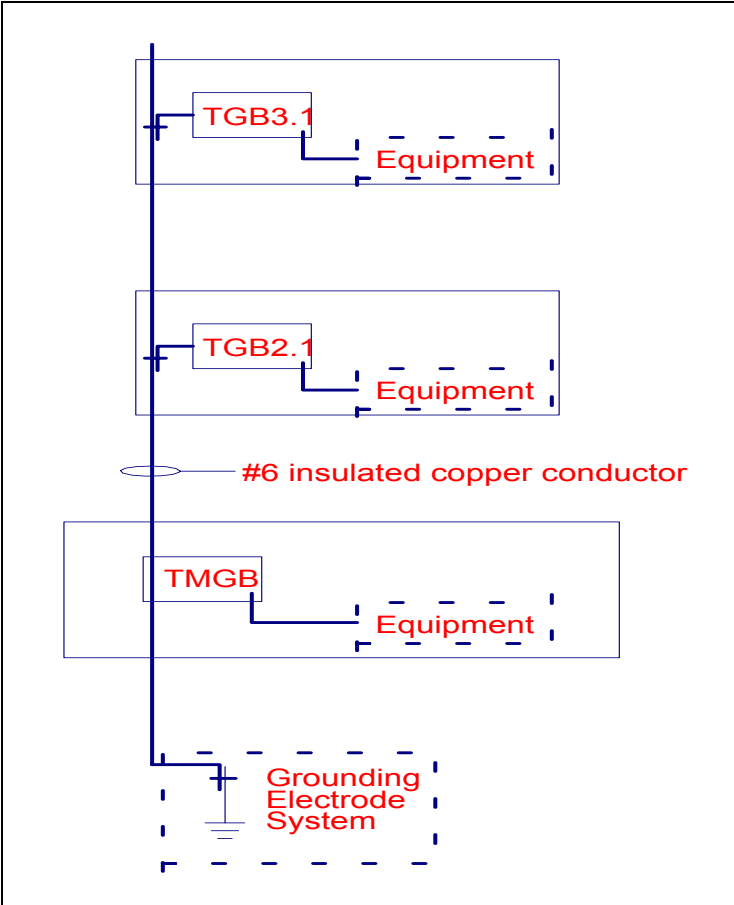 TGB3.1
Equipment
TGB2.1
Equipment
#6 insulated copper conductor
TMGB
Equipment
Grounding
Electrode
System